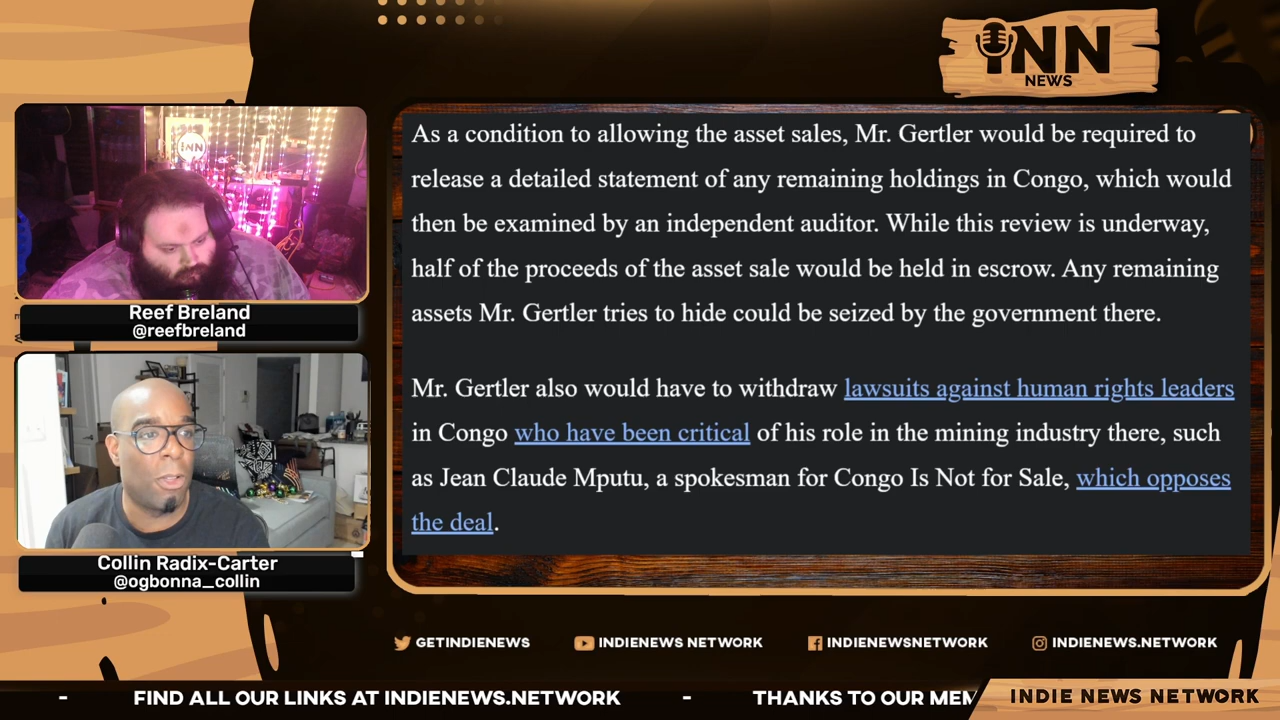 iNN
NEWS
As a condition to allowing the asset sales, Mr. Gertler would be required to
release a detailed statement of any remaining holdings in Congo, which would
then be examined by an independent auditor. While this review is underway,
half of the proceeds of the asset sale would be held in escrow. Any remaining
assets Mr. Gertler tries to hide could be seized by the government there.
Mr. Gertler also would have to withdraw lawsuits against human rights leaders
in Congo who have been critical of his role in the mining industry there, such
as Jean Claude Mputu, a spokesman for Congo Is Not for Sale, which opposes
the deal.
iNN
Reef Breland
@reefbreland
Collin Radix-Carter
@ogbonna_collin
GETINDIENEWS
INDIENEWS NETWORK
INDIENEWSNETWORK
INDIENEWS.NETWORK
- FIND ALL OUR LINKS AT INDIENEWS.NETWORK - THANKS TO OUR MEM
INDIE NEWS NETWORK